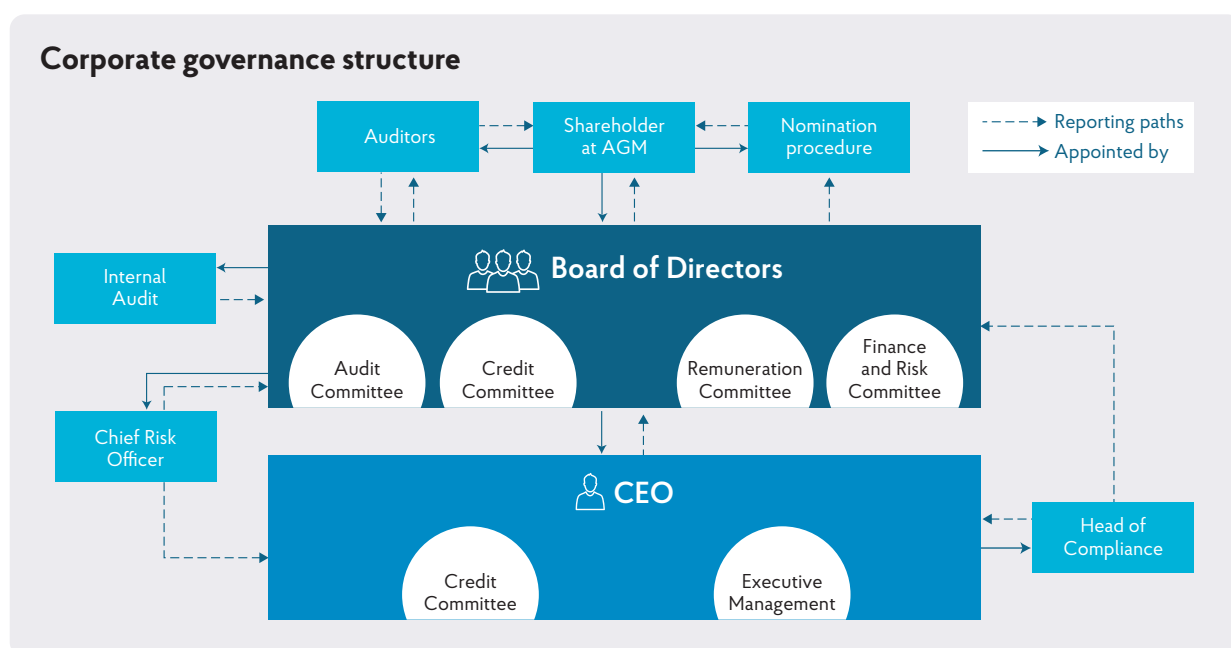 Corporate governance structure
Auditors
Shareholder
at AGM
Nomination
procedure
Reporting paths
Appointed by
Internal
Audit
Board of Directors
Audit
Committee
Credit
Committee
Remuneration
Committee
Finance
and Risk
Committee
Chief Risk
Officer
CEO
Credit
Committee
Executive
Management
Head of
Compliance